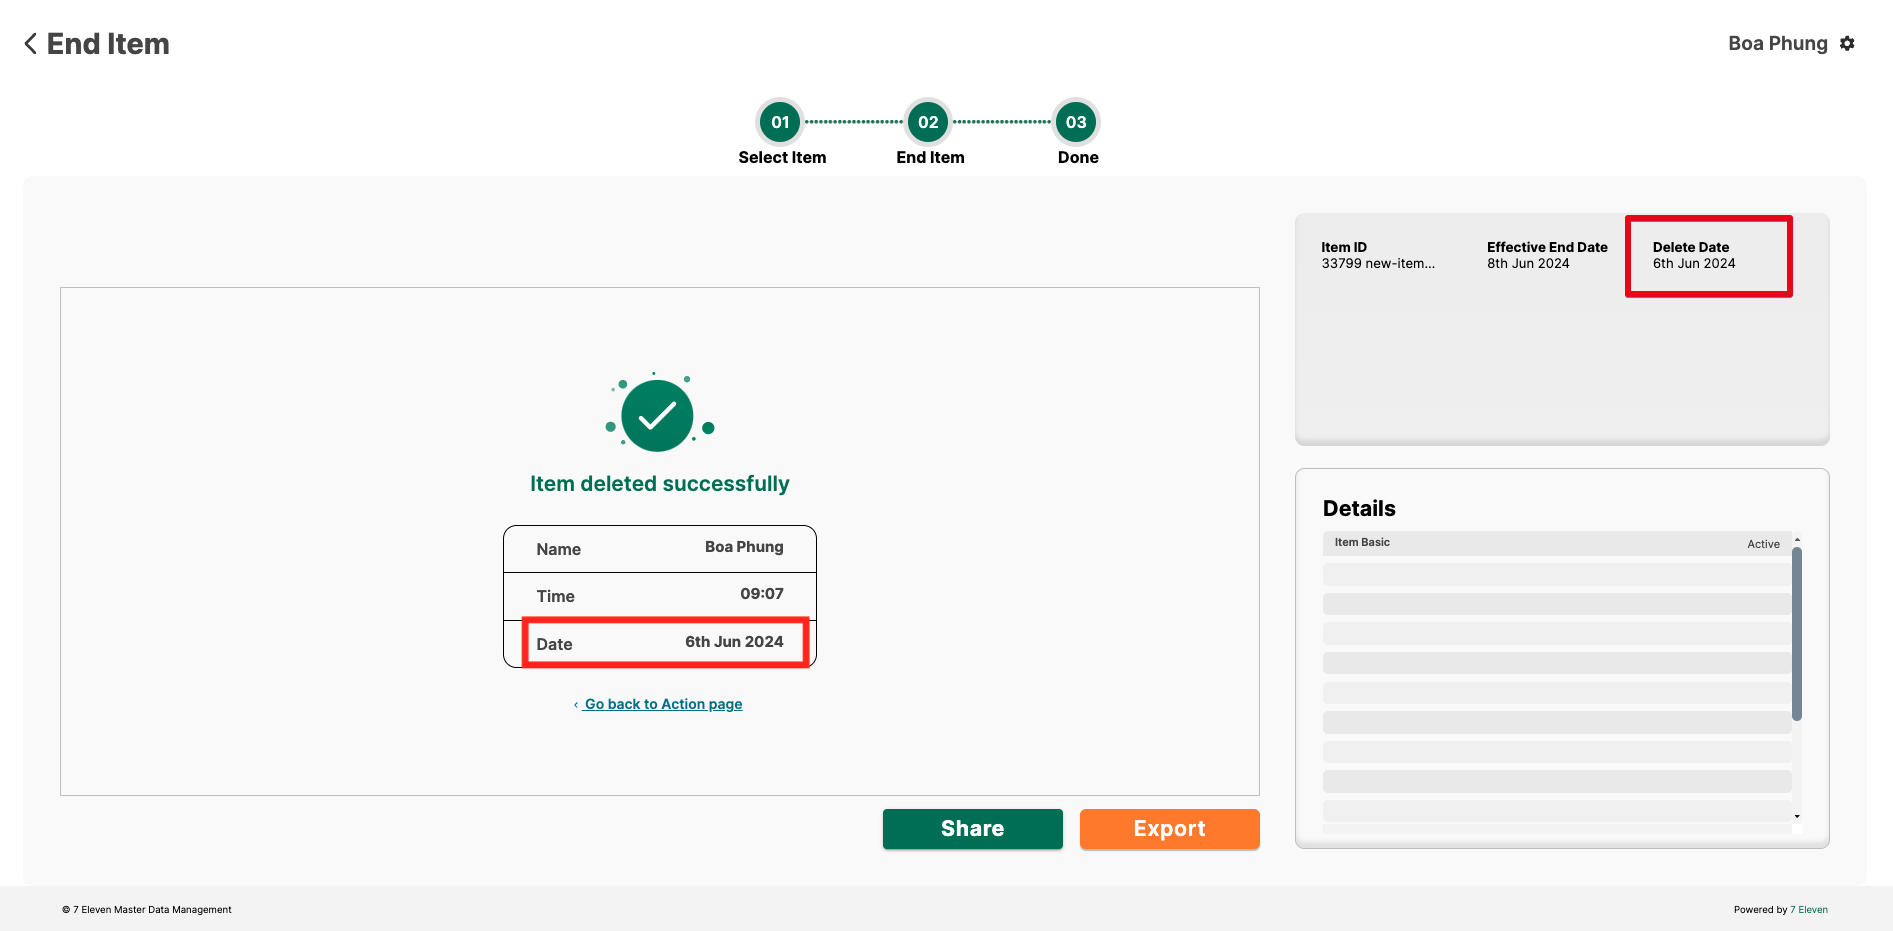 End Item
Boa Phung
01
02
03
Select Item
End Item
Done
Item deleted successfully
Name Boa Phung
Time 09:07
Date 6th Jun 2024
‹ Go back to Action page
Share
Export
Item ID
33799 new-item...
Effective End Date
8th Jun 2024
Delete Date
6th Jun 2024
Details
Item Basic
Active
© 7 Eleven Master Data Management
Powered by 7 Eleven